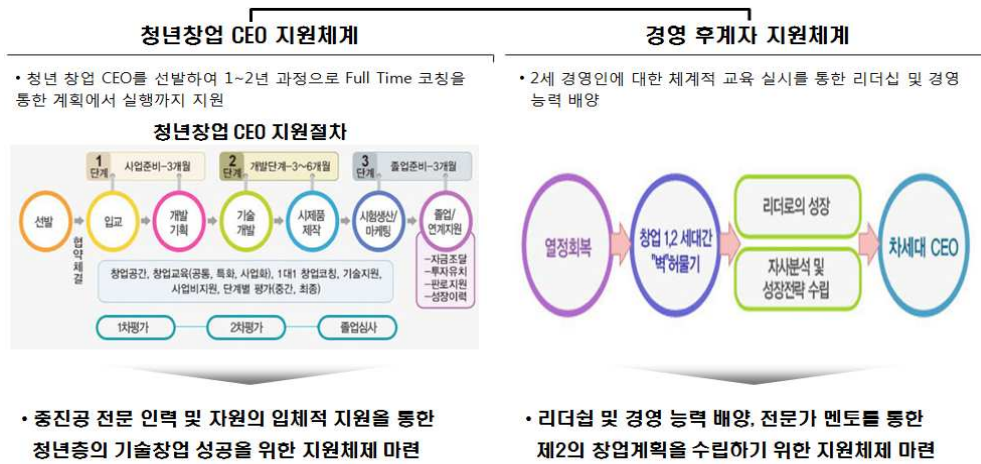 청년창업 CEO 지원체계
• 청년 창업 CEO를 선발하여 1~2년 과정으로 Full Time 코칭을
통한 계획에서 실행까지 지원
청년창업 CEO 지원절차
1
단계
사업준비-3개월
2
단계
개발단계-3~6개월
3
단계
졸업준비-3개월
선발
협약체결
입교
개발
기획
기술
개발
시제품
제작
시험생산/
마케팅
졸업/
연계지원
-자금조달
-투자유치
-판로지원
-성장이력
창업공간, 창업교육(공통, 특화, 사업화), 1대1 창업코칭, 기술지원,
사업비지원, 단계별 평가(중간, 최종)
1차평가
2차평가
졸업심사
• 중진공 전문 인력 및 자원의 입체적 지원을 통한
청년층의 기술창업 성공을 위한 지원체제 마련
경영 후계자 지원체계
• 2세 경영인에 대한 체계적 교육 실시를 통한 리더십 및 경영
능력 배양
열정회복
창업 1,2 세대간
"벽"허물기
리더로의 성장
자사분석 및
성장전략 수립
차세대 CEO
• 리더쉽 및 경영 능력 배양, 전문가 멘토를 통한
제2의 창업계획을 수립하기 위한 지원체제 마련